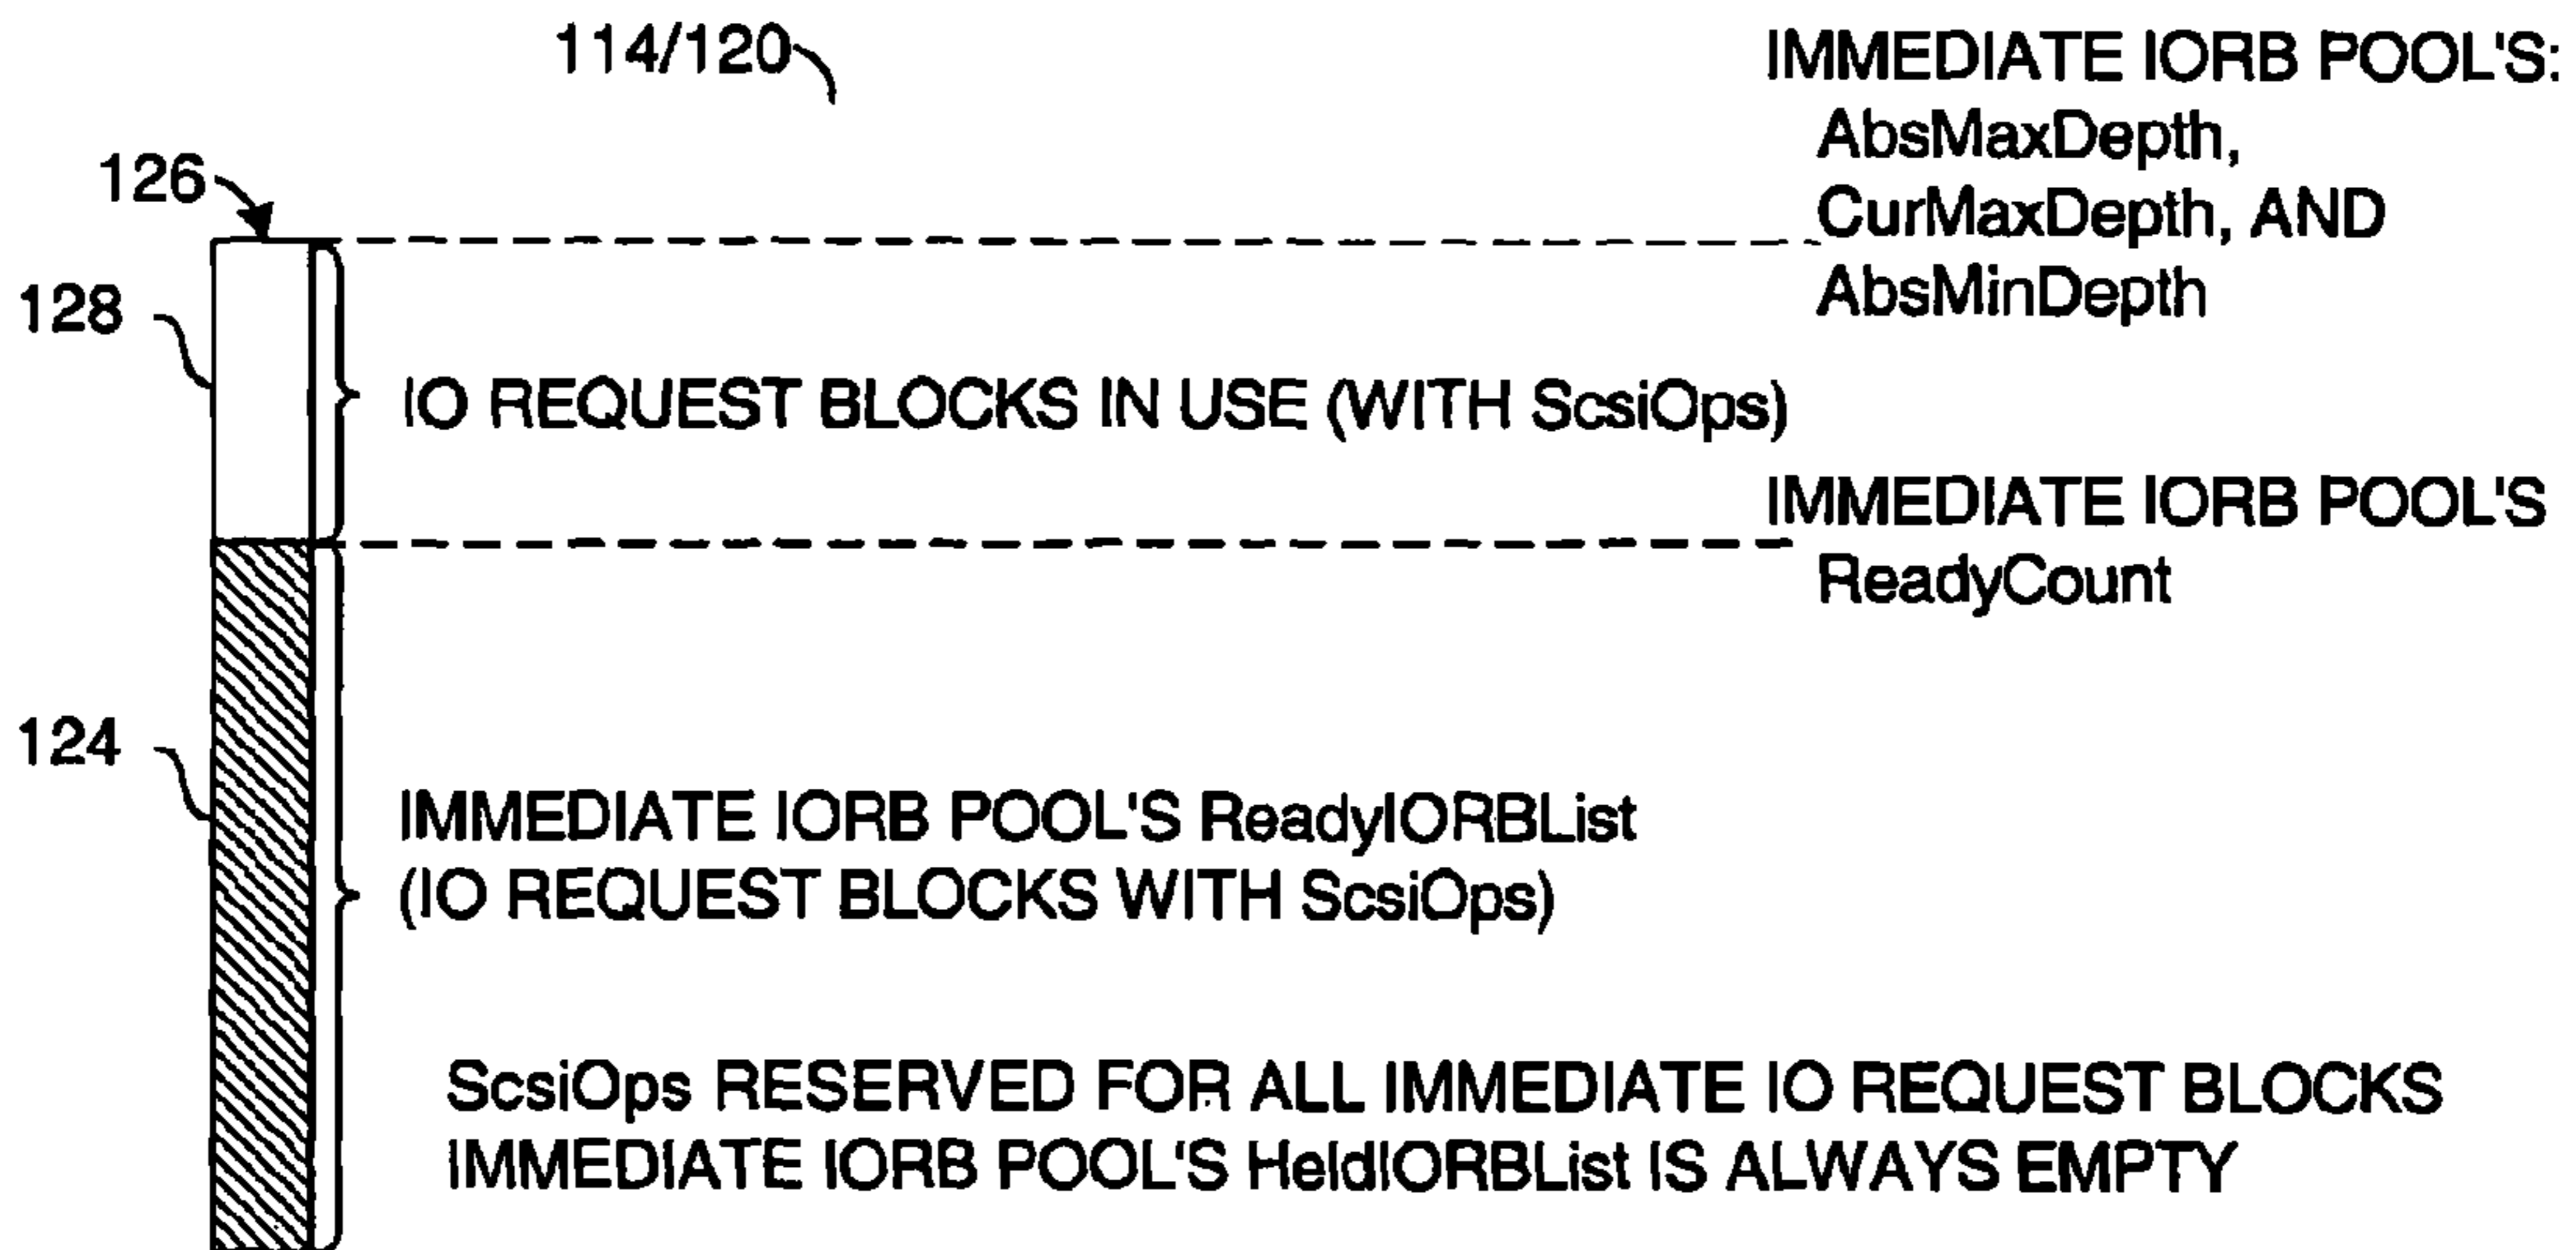 114/120
IMMEDIATE IORB POOL'S:
AbsMaxDepth,
126
CurMaxDepth, AND
AbsMinDepth
128
IO REQUEST BLOCKS IN USE (WITH ScsiOps)
IMMEDIATE IORB POOL'S
ReadyCount
124
IMMEDIATE IORB POOL'S ReadyIORBList
(IO REQUEST BLOCKS WITH ScsiOps)
ScsiOps RESERVED FOR ALL IMMEDIATE IO REQUEST BLOCKS
IMMEDIATE IORB POOL'S HeldIORBList IS ALWAYS EMPTY